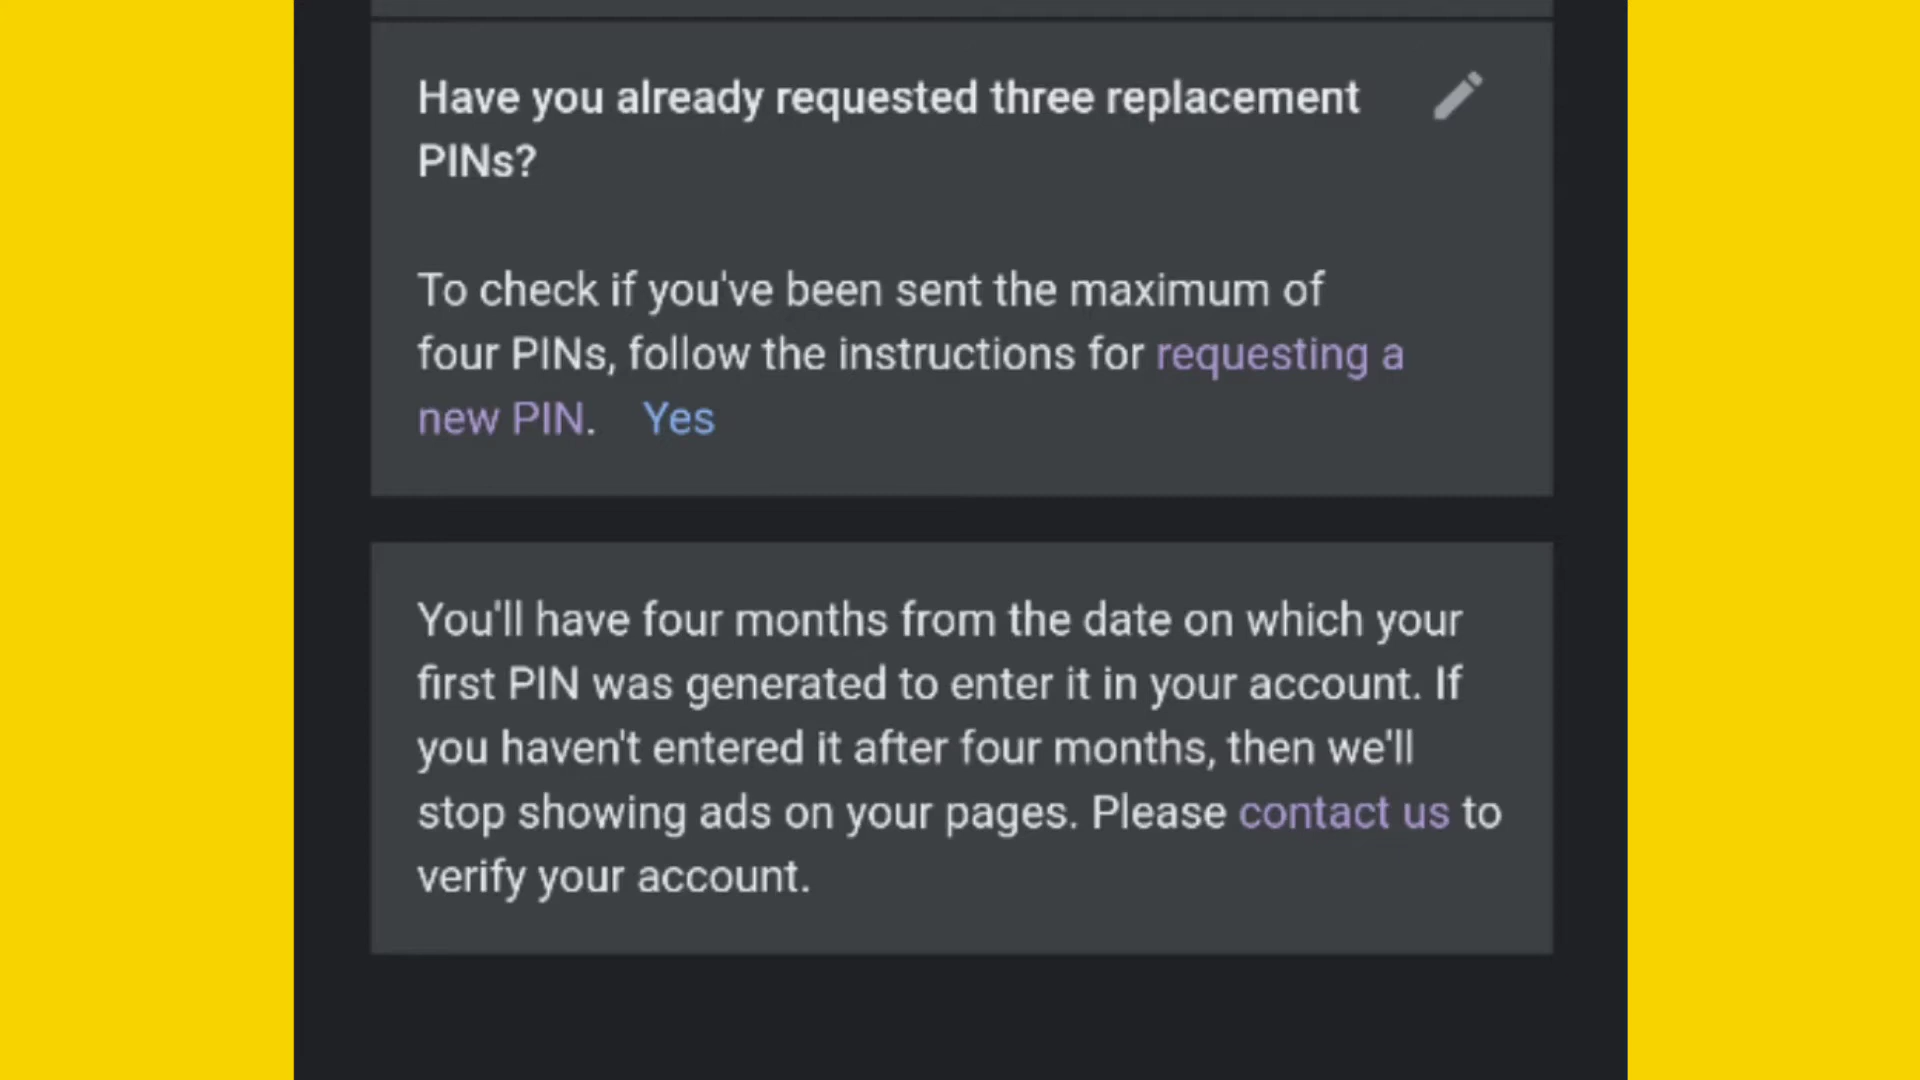 Have you already requested three replacement
PINs?
To check if you've been sent the maximum of
four PINs, follow the instructions for requesting a
new PIN. Yes
You'll have four months from the date on which your
first PIN was generated to enter it in your account. If
you haven't entered it after four months, then we'll
stop showing ads on your pages. Please contact us to
verify your account.